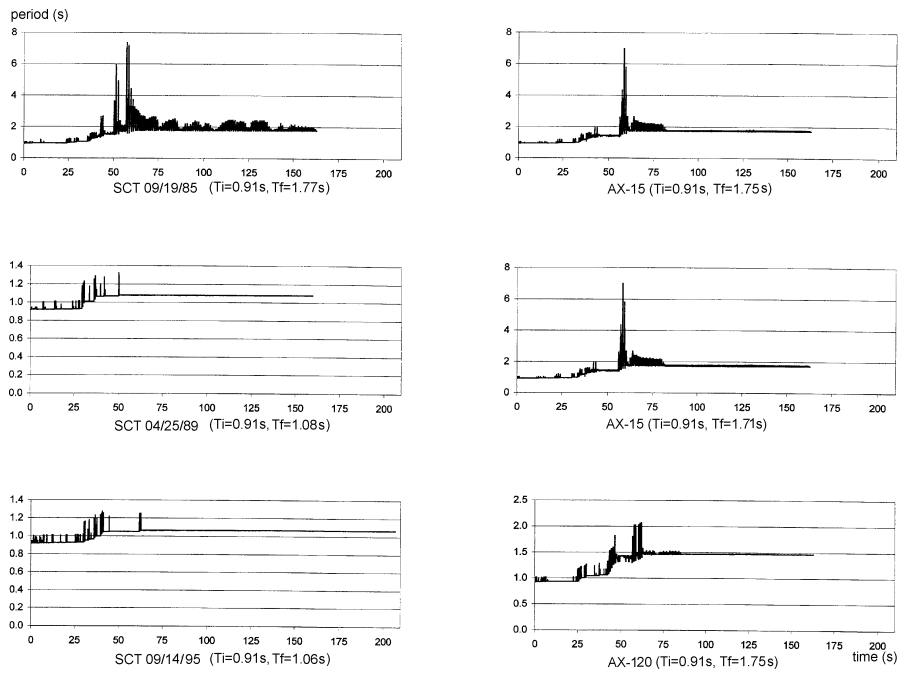 period (s)
8
6
4
2
0
0 25 50 75 100 125 150 175 200
SCT 09/19/85 (Ti=0.91s, Tf=1.77s)
8
6
4
2
0
0 25 50 75 100 125 150 175 200
AX-15 (Ti=0.91s, Tf=1.75s)
1.4
1.2
1.0
0.8
0.6
0.4
0.2
0.0
0 25 50 75 100 125 150 175 200
SCT 04/25/89 (Ti=0.91s, Tf=1.08s)
8
6
4
2
0
0 25 50 75 100 125 150 175 200
AX-15 (Ti=0.91s, Tf=1.71s)
1.4
1.2
1.0
0.8
0.6
0.4
0.2
0.0
0 25 50 75 100 125 150 175 200
SCT 09/14/95 (Ti=0.91s, Tf=1.06s)
2.5
2.0
1.5
1.0
0.5
0.0
0 25 50 75 100 125 150 175 200
AX-120 (Ti=0.91s, Tf=1.75s)
time (s)